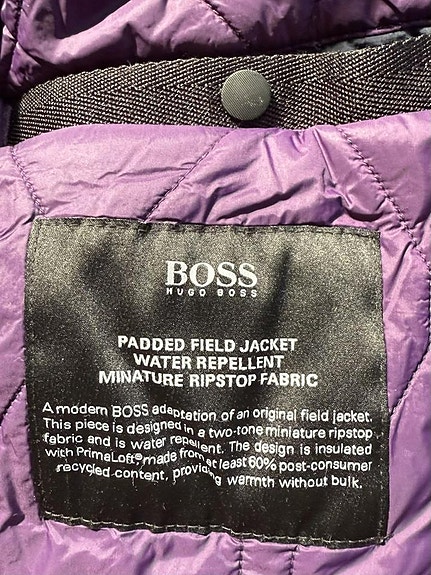 BOSS
HUGO BOSS
PADDED FIELD JACKET
WATER REPELLENT
MINATURE RIPSTOP FABRIC
A modern BOSS adaptation of an original field jacket.
This piece is designed in a two-tone miniature ripstop
fabric and is water repellent. The design is insulated
with PrimaLoft®, made from at least 60% post-consumer
recycled content, providing warmth without bulk.